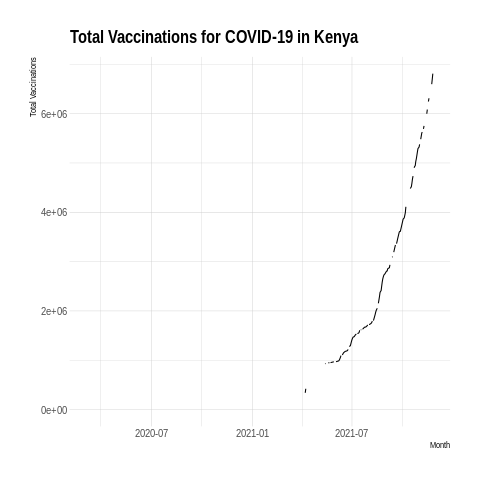 Total Vaccinations for COVID-19 in Kenya
Total Vaccinations
6e+06
4e+06
2e+06
0e+00
2020-07 2021-01 2021-07
Month